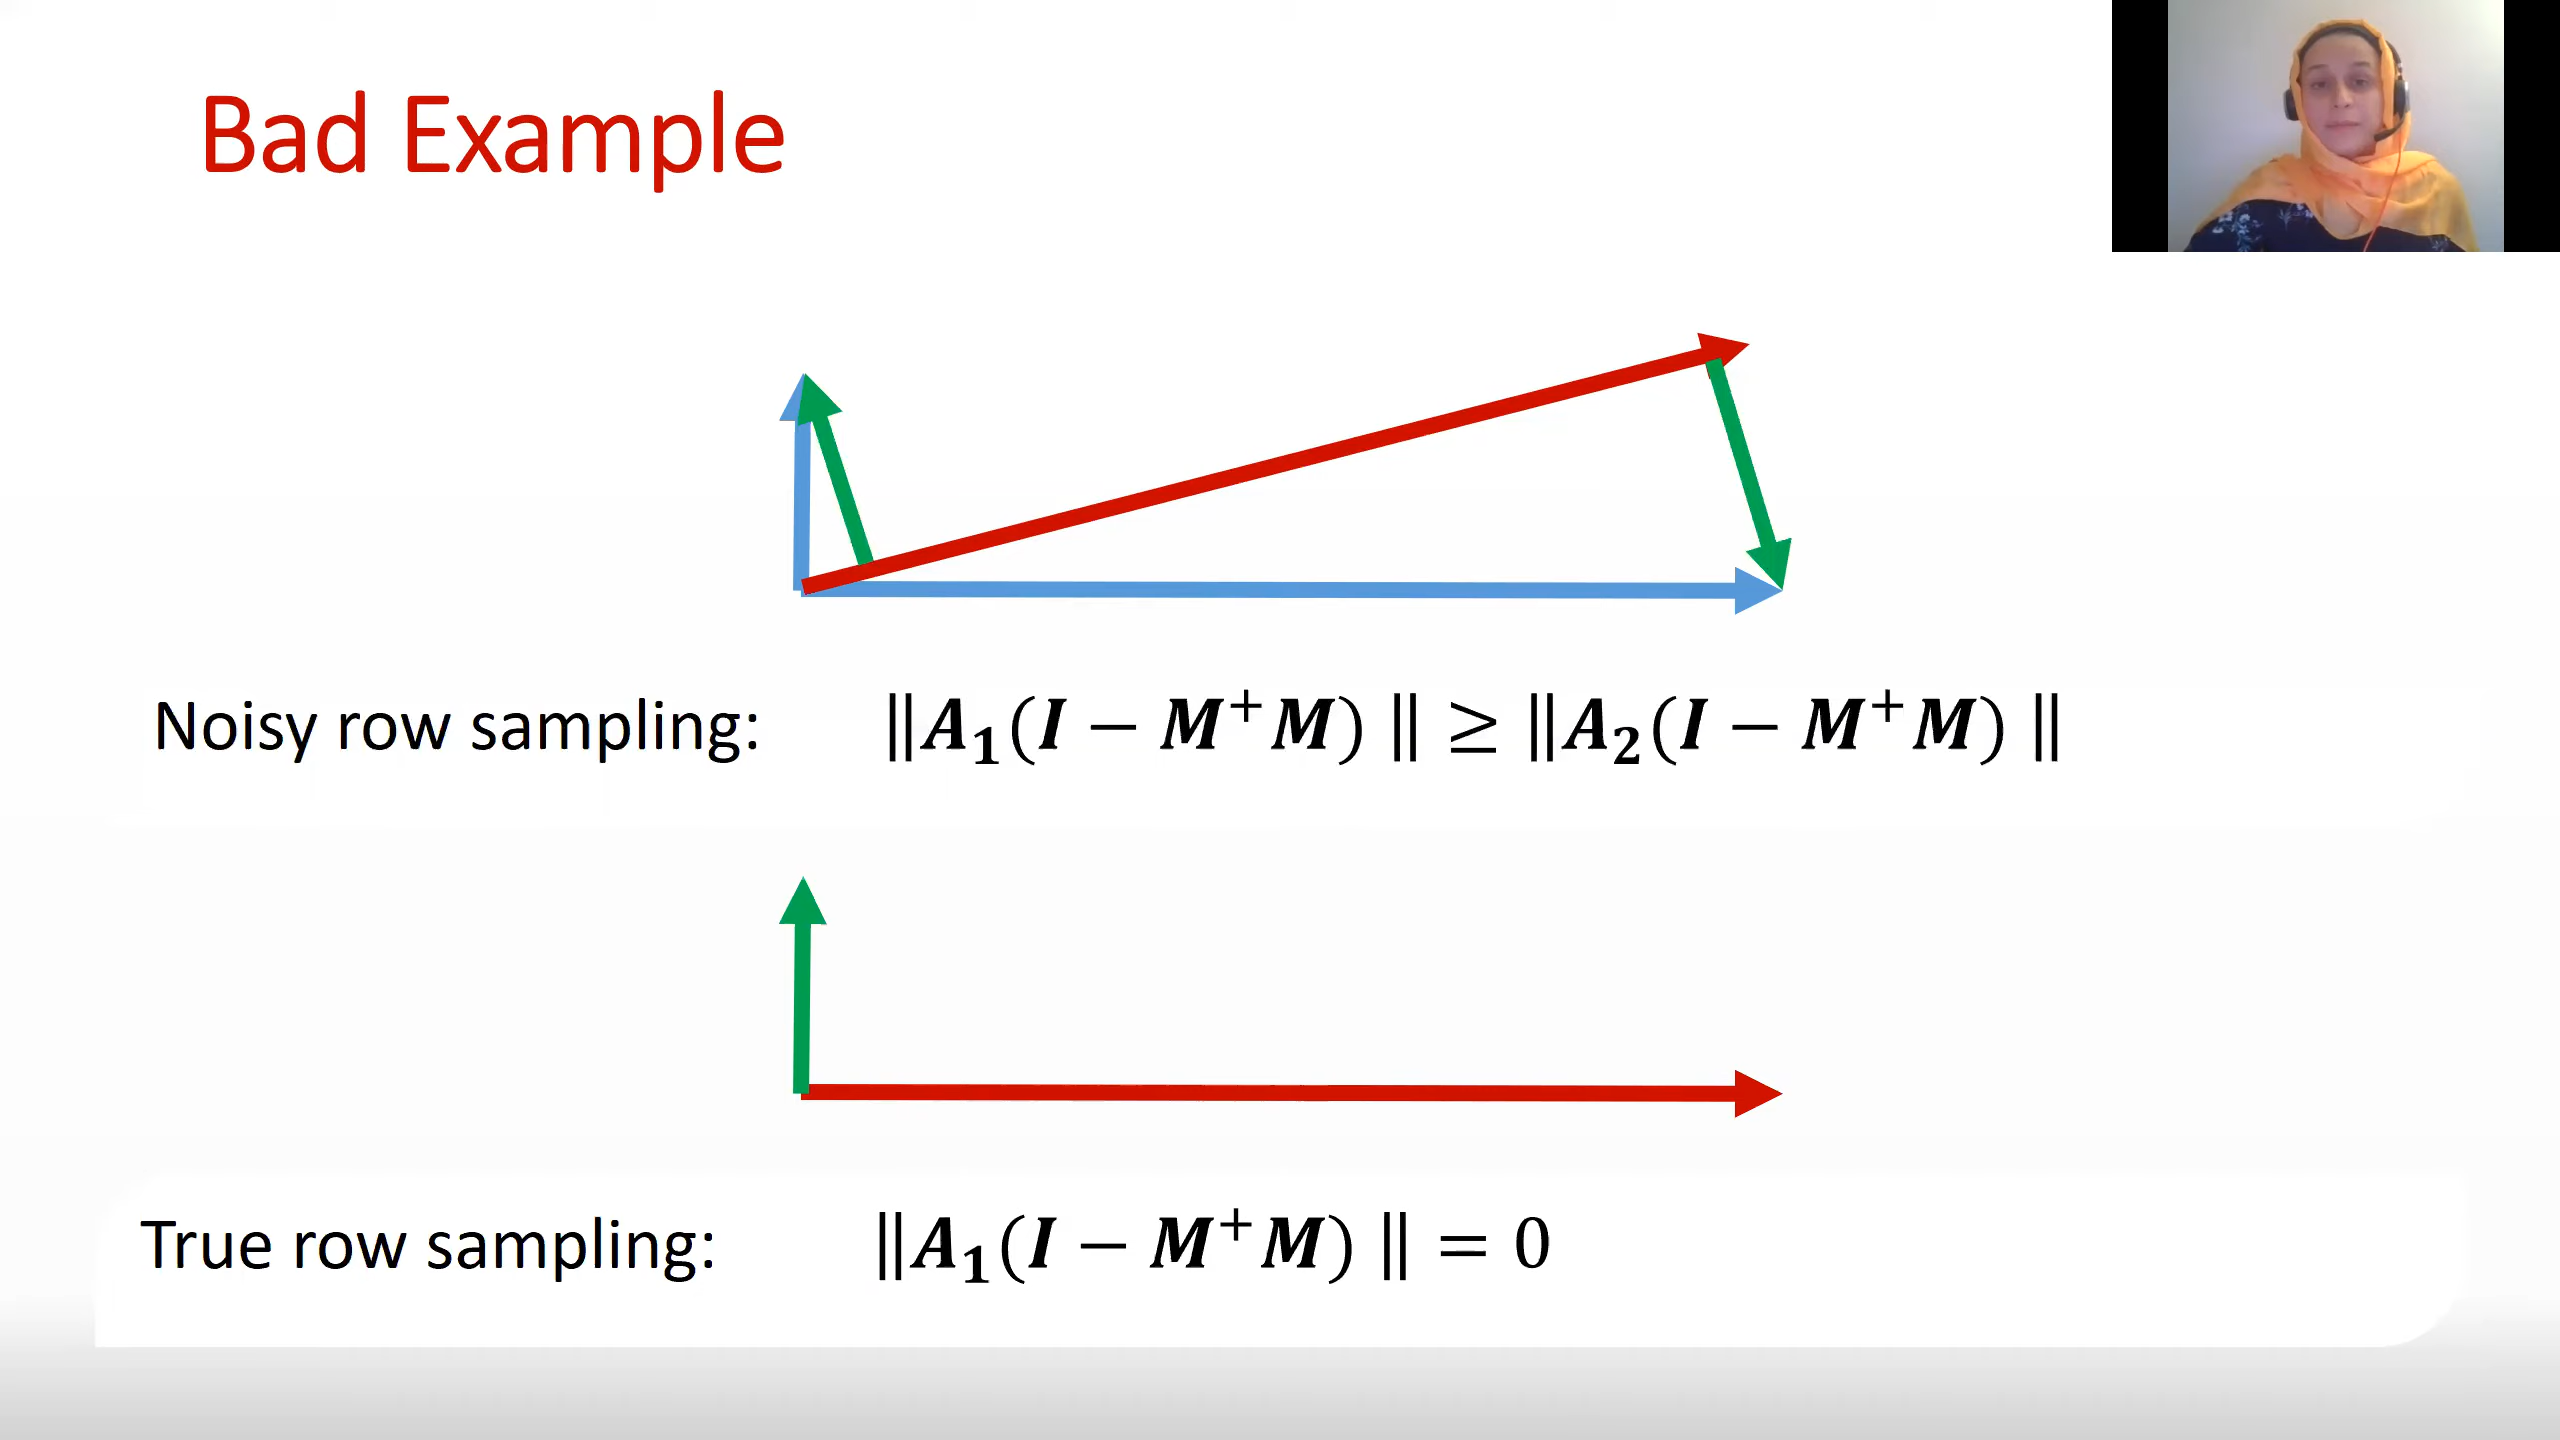 Bad Example
Noisy row sampling: ‖A₁(I − M⁺M)‖ ≥ ‖A₂(I − M⁺M)‖
True row sampling: ‖A₁(I − M⁺M)‖ = 0